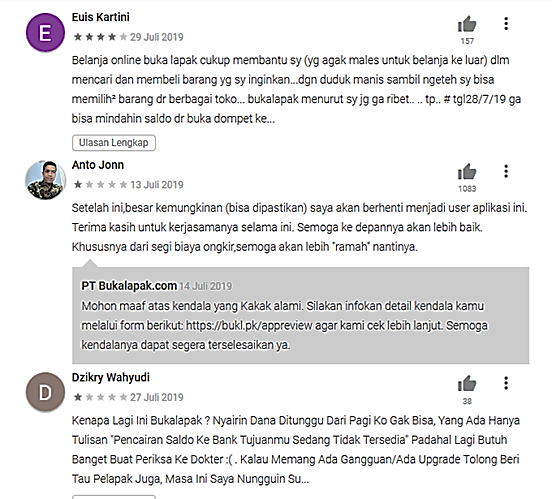 E
Euis Kartini
29 Juli 2019
157
Belanja online buka lapak cukup membantu sy (yg agak males untuk belanja ke luar) dlm
mencari dan membeli barang yg sy inginkan...dgn duduk manis sambil ngeteh sy bisa
memilih² barang dr berbagai toko... bukalapak menurut sy jg ga ribet.. .. tp.. # tgl28/7/19 ga
bisa mindahin saldo dr buka dompet ke...
Ulasan Lengkap
Anto Jonn
13 Juli 2019
1083
Setelah ini,besar kemungkinan (bisa dipastikan) saya akan berhenti menjadi user aplikasi ini.
Terima kasih untuk kerjasamanya selama ini. Semoga ke depannya akan lebih baik.
Khususnya dari segi biaya ongkir,semoga akan lebih "ramah" nantinya.
PT Bukalapak.com 14 Juli 2019
Mohon maaf atas kendala yang Kakak alami. Silakan infokan detail kendala kamu
melalui form berikut: https://bukl.pk/appreview agar kami cek lebih lanjut. Semoga
kendalanya dapat segera terselesaikan ya.
D
Dzikry Wahyudi
27 Juli 2019
38
Kenapa Lagi Ini Bukalapak ? Nyairin Dana Ditunggu Dari Pagi Ko Gak Bisa, Yang Ada Hanya
Tulisan "Pencairan Saldo Ke Bank Tujuanmu Sedang Tidak Tersedia" Padahal Lagi Butuh
Banget Buat Periksa Ke Dokter :( . Kalau Memang Ada Gangguan/Ada Upgrade Tolong Beri
Tau Pelapak Juga, Masa Ini Saya Nungguin Su...